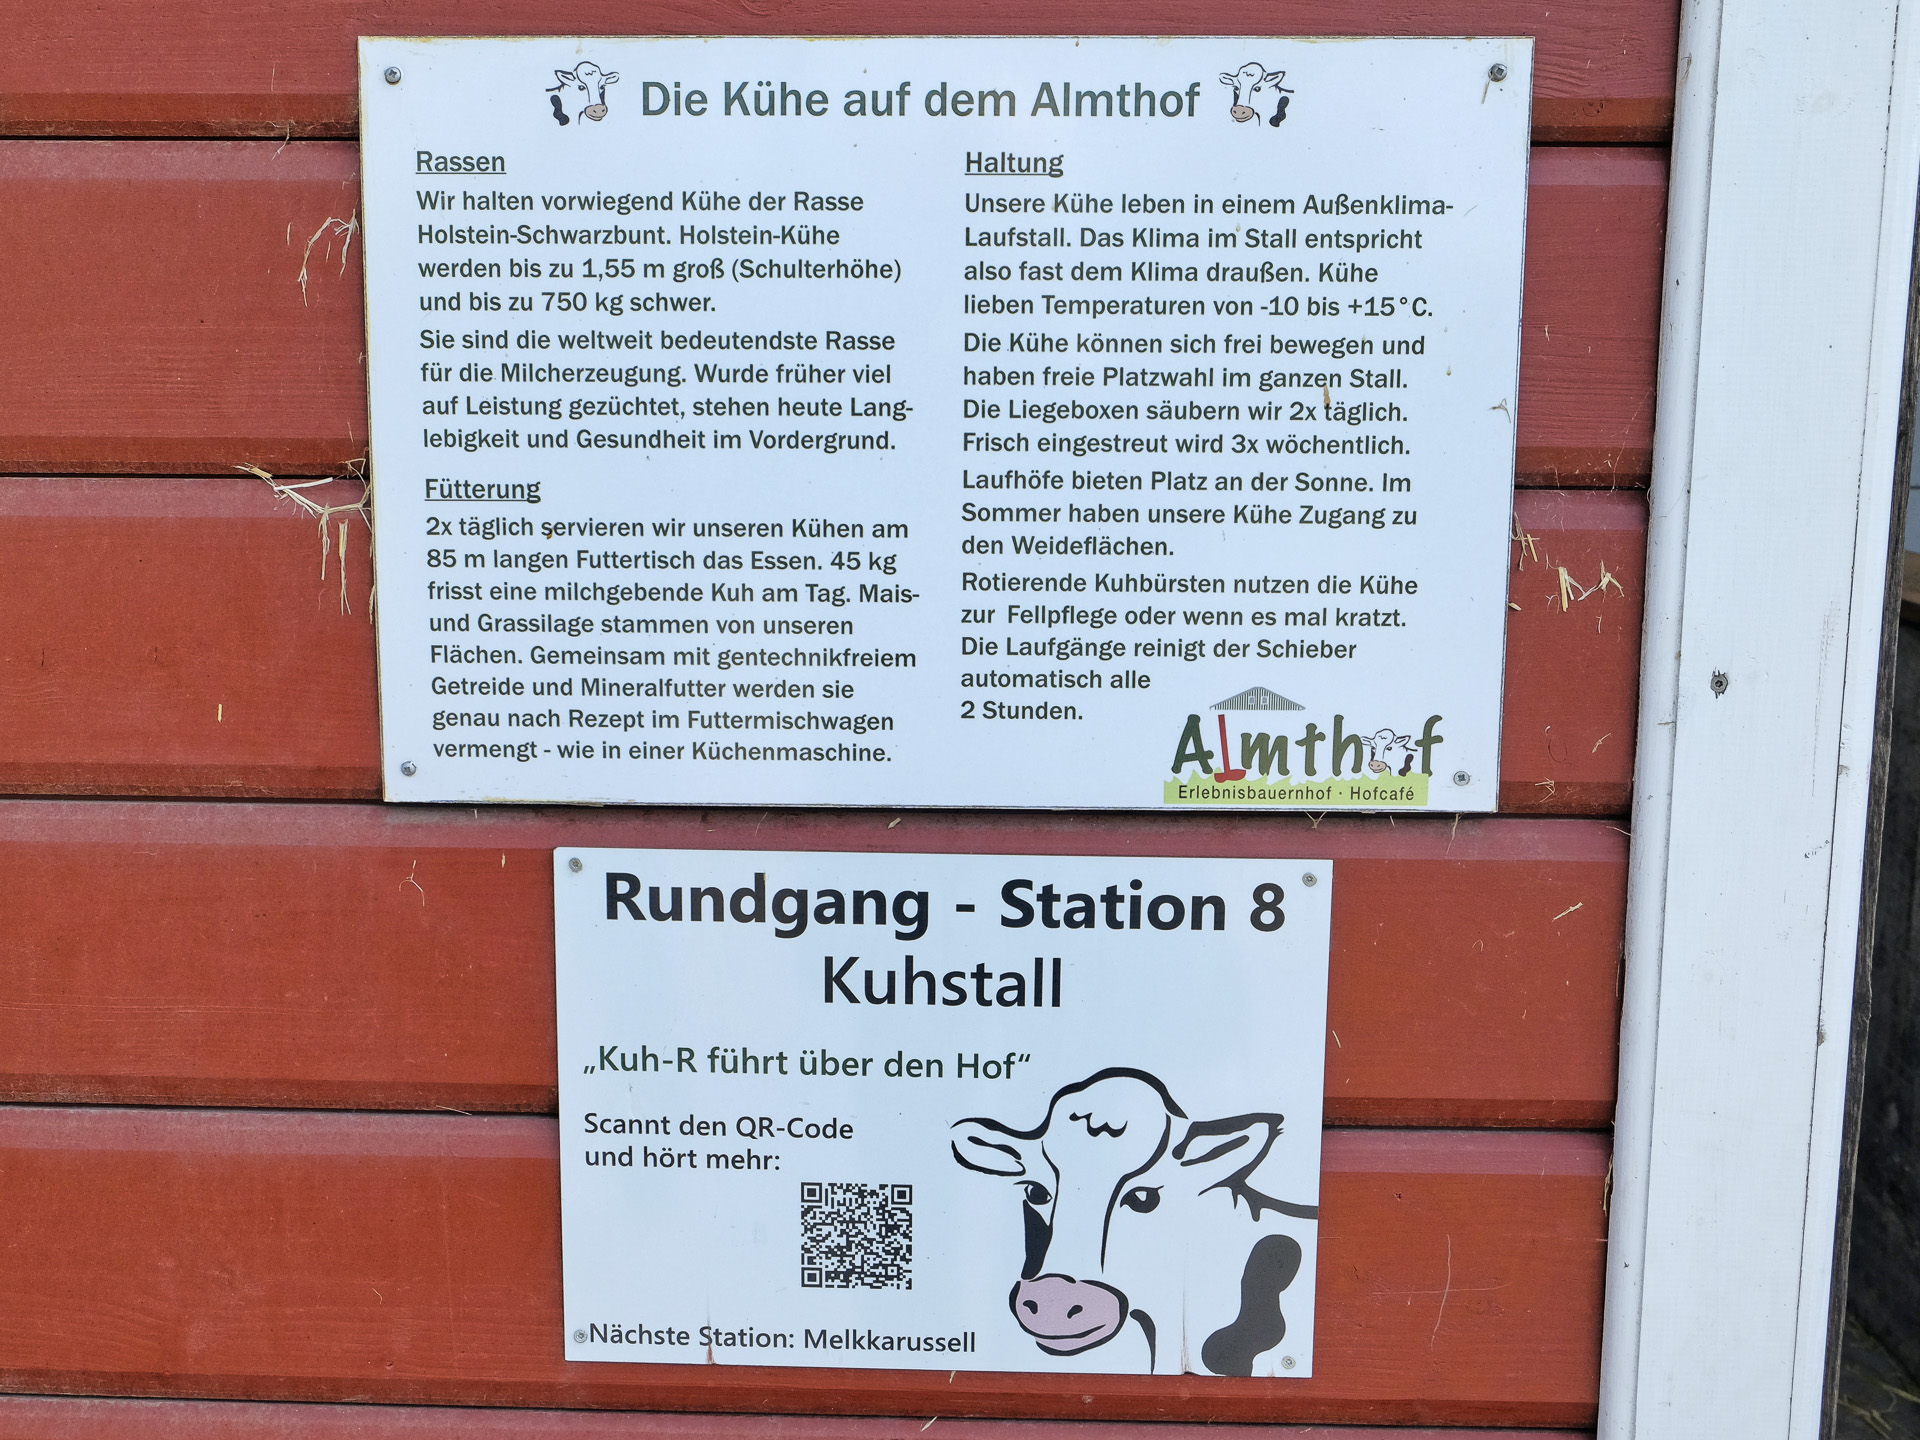 Die Kühe auf dem Almthof
Rassen
Wir halten vorwiegend Kühe der Rasse
Holstein-Schwarzbunt. Holstein-Kühe
werden bis zu 1,55 m groß (Schulterhöhe)
und bis zu 750 kg schwer.
Sie sind die weltweit bedeutendste Rasse
für die Milcherzeugung. Wurde früher viel
auf Leistung gezüchtet, stehen heute Lang-
lebigkeit und Gesundheit im Vordergrund.
Fütterung
2x täglich servieren wir unseren Kühen am
85 m langen Futtertisch das Essen. 45 kg
frisst eine milchgebende Kuh am Tag. Mais-
und Grassilage stammen von unseren
Flächen. Gemeinsam mit gentechnikfreiem
Getreide und Mineralfutter werden sie
genau nach Rezept im Futtermischwagen
vermengt - wie in einer Küchenmaschine.
Haltung
Unsere Kühe leben in einem Außenklima-
Laufstall. Das Klima im Stall entspricht
also fast dem Klima draußen. Kühe
lieben Temperaturen von -10 bis +15°C.
Die Kühe können sich frei bewegen und
haben freie Platzwahl im ganzen Stall.
Die Liegeboxen säubern wir 2x täglich.
Frisch eingestreut wird 3x wöchentlich.
Laufhöfe bieten Platz an der Sonne. Im
Sommer haben unsere Kühe Zugang zu
den Weideflächen.
Rotierende Kuhbürsten nutzen die Kühe
zur Fellpflege oder wenn es mal kratzt.
Die Laufgänge reinigt der Schieber
automatisch alle
2 Stunden.
Almthof
Erlebnisbauernhof · Hofcafé
Rundgang - Station 8
Kuhstall
„Kuh-R führt über den Hof“
Scannt den QR-Code
und hört mehr:
Nächste Station: Melkkarussell